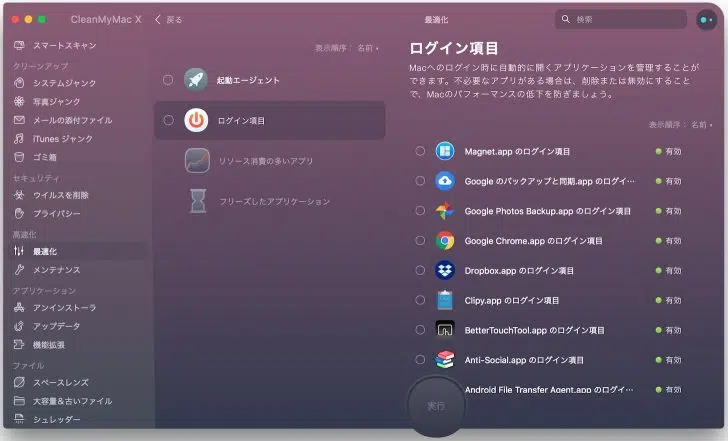 CleanMyMac X
戻る
最適化
検索
スマートスキャン
クリーンアップ
システムジャンク
写真ジャンク
メールの添付ファイル
iTunes ジャンク
ゴミ箱
セキュリティ
ウイルスを削除
プライバシー
高速化
最適化
メンテナンス
アプリケーション
アンインストーラ
アップデータ
機能拡張
ファイル
スペースレンズ
大容量&古いファイル
シュレッダー
表示順序: 名前
起動エージェント
ログイン項目
リソース消費の多いアプリ
フリーズしたアプリケーション
ログイン項目
Macへのログイン時に自動的に開くアプリケーションを管理することが
できます。不必要なアプリがある場合は、削除または無効にすること
で、Macのパフォーマンスの低下を防ぎましょう。
表示順序: 名前
Magnet.app のログイン項目 有効
Google のバックアップと同期.app のログイ… 有効
Google Photos Backup.app のログイン項目 有効
Google Chrome.app のログイン項目 有効
Dropbox.app のログイン項目 有効
Clipy.app のログイン項目 有効
BetterTouchTool.app のログイン項目 有効
Anti-Social.app のログイン項目 有効
Android File Transfer Agent.app のログイ… 有効
実行